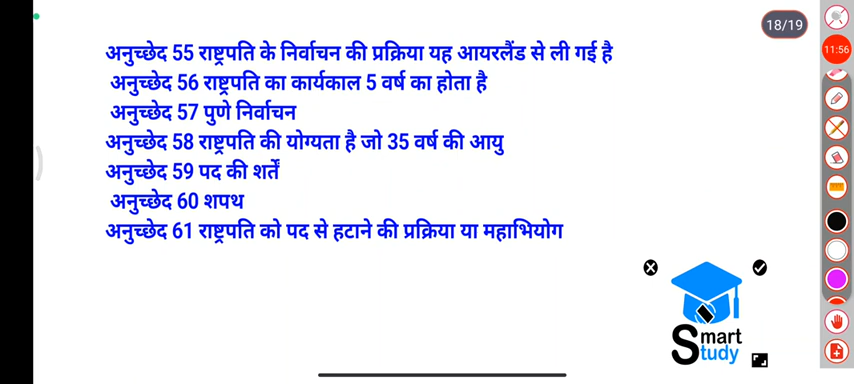 18/19
11:56
अनुच्छेद 55 राष्ट्रपति के निर्वाचन की प्रक्रिया यह आयरलैंड से ली गई है
अनुच्छेद 56 राष्ट्रपति का कार्यकाल 5 वर्ष का होता है
अनुच्छेद 57 पुणे निर्वाचन
अनुच्छेद 58 राष्ट्रपति की योग्यता है जो 35 वर्ष की आयु
अनुच्छेद 59 पद की शर्तें
अनुच्छेद 60 शपथ
अनुच्छेद 61 राष्ट्रपति को पद से हटाने की प्रक्रिया या महाभियोग
Smart
Study